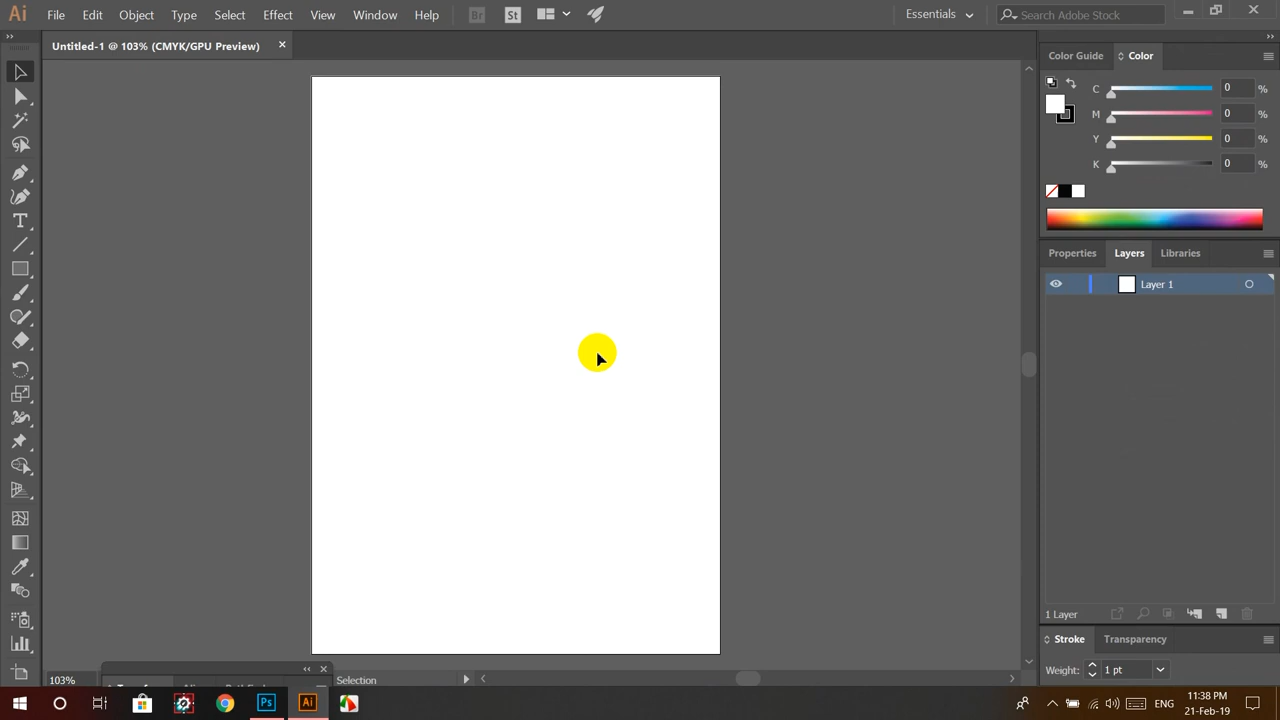 Ai File Edit Object Type Select Effect View Window Help Br St Essentials Search Adobe Stock
Untitled-1 @ 103% (CMYK/GPU Preview)
Color Guide Color
C 0 %
M 0 %
Y 0 %
K 0 %
Properties Layers Libraries
Layer 1
1 Layer
Stroke Transparency
Weight: 1 pt
103% Selection
Ps Ai ENG
11:38 PM
21-Feb-19